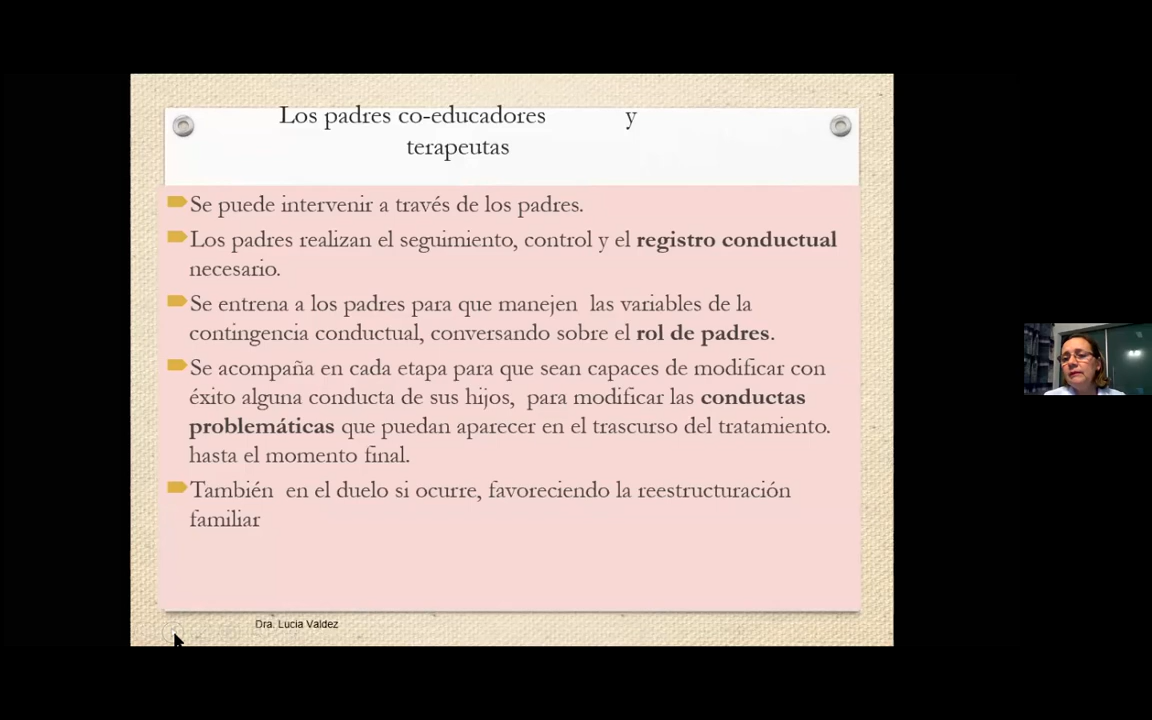 Los padres co-educadores y
terapeutas
Se puede intervenir a través de los padres.
Los padres realizan el seguimiento, control y el registro conductual
necesario.
Se entrena a los padres para que manejen las variables de la
contingencia conductual, conversando sobre el rol de padres.
Se acompaña en cada etapa para que sean capaces de modificar con
éxito alguna conducta de sus hijos, para modificar las conductas
problemáticas que puedan aparecer en el trascurso del tratamiento.
hasta el momento final.
También en el duelo si ocurre, favoreciendo la reestructuración
familiar
Dra. Lucia Valdez